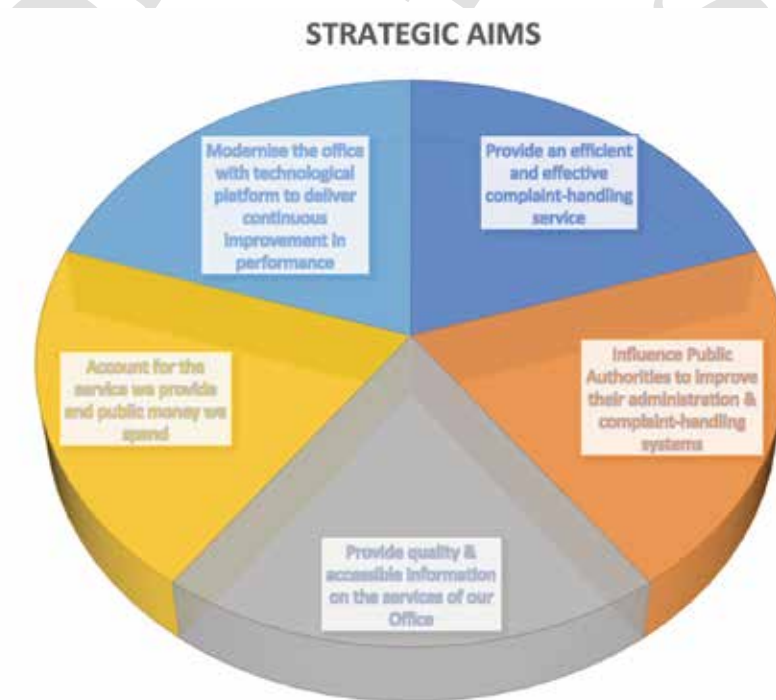 STRATEGIC AIMS
Modernise the office
with technological
platform to deliver
continuous
improvement in
performance
Provide an efficient
and effective
complaint-handling
service
Influence Public
Authorities to improve
their administration &
complaint-handling
systems
Provide quality &
accessible information
on the services of our
Office
Account for the
service we provide
and public money we
spend